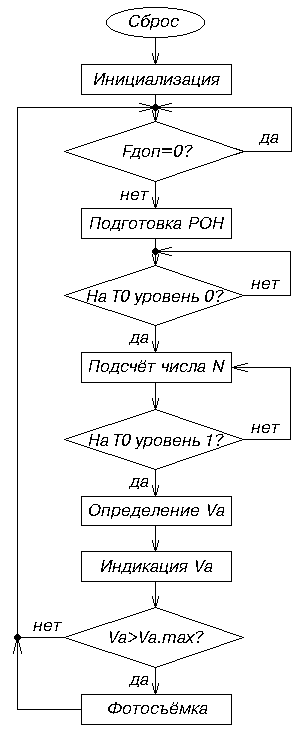 Сброс
Инициализация
Fдоп=0?
да
нет
Подготовка РОН
На Т0 уровень 0?
нет
да
Подсчёт числа N
На Т0 уровень 1?
нет
да
Определение Va
Индикация Va
Va>Va.max?
нет
да
Фотосъёмка